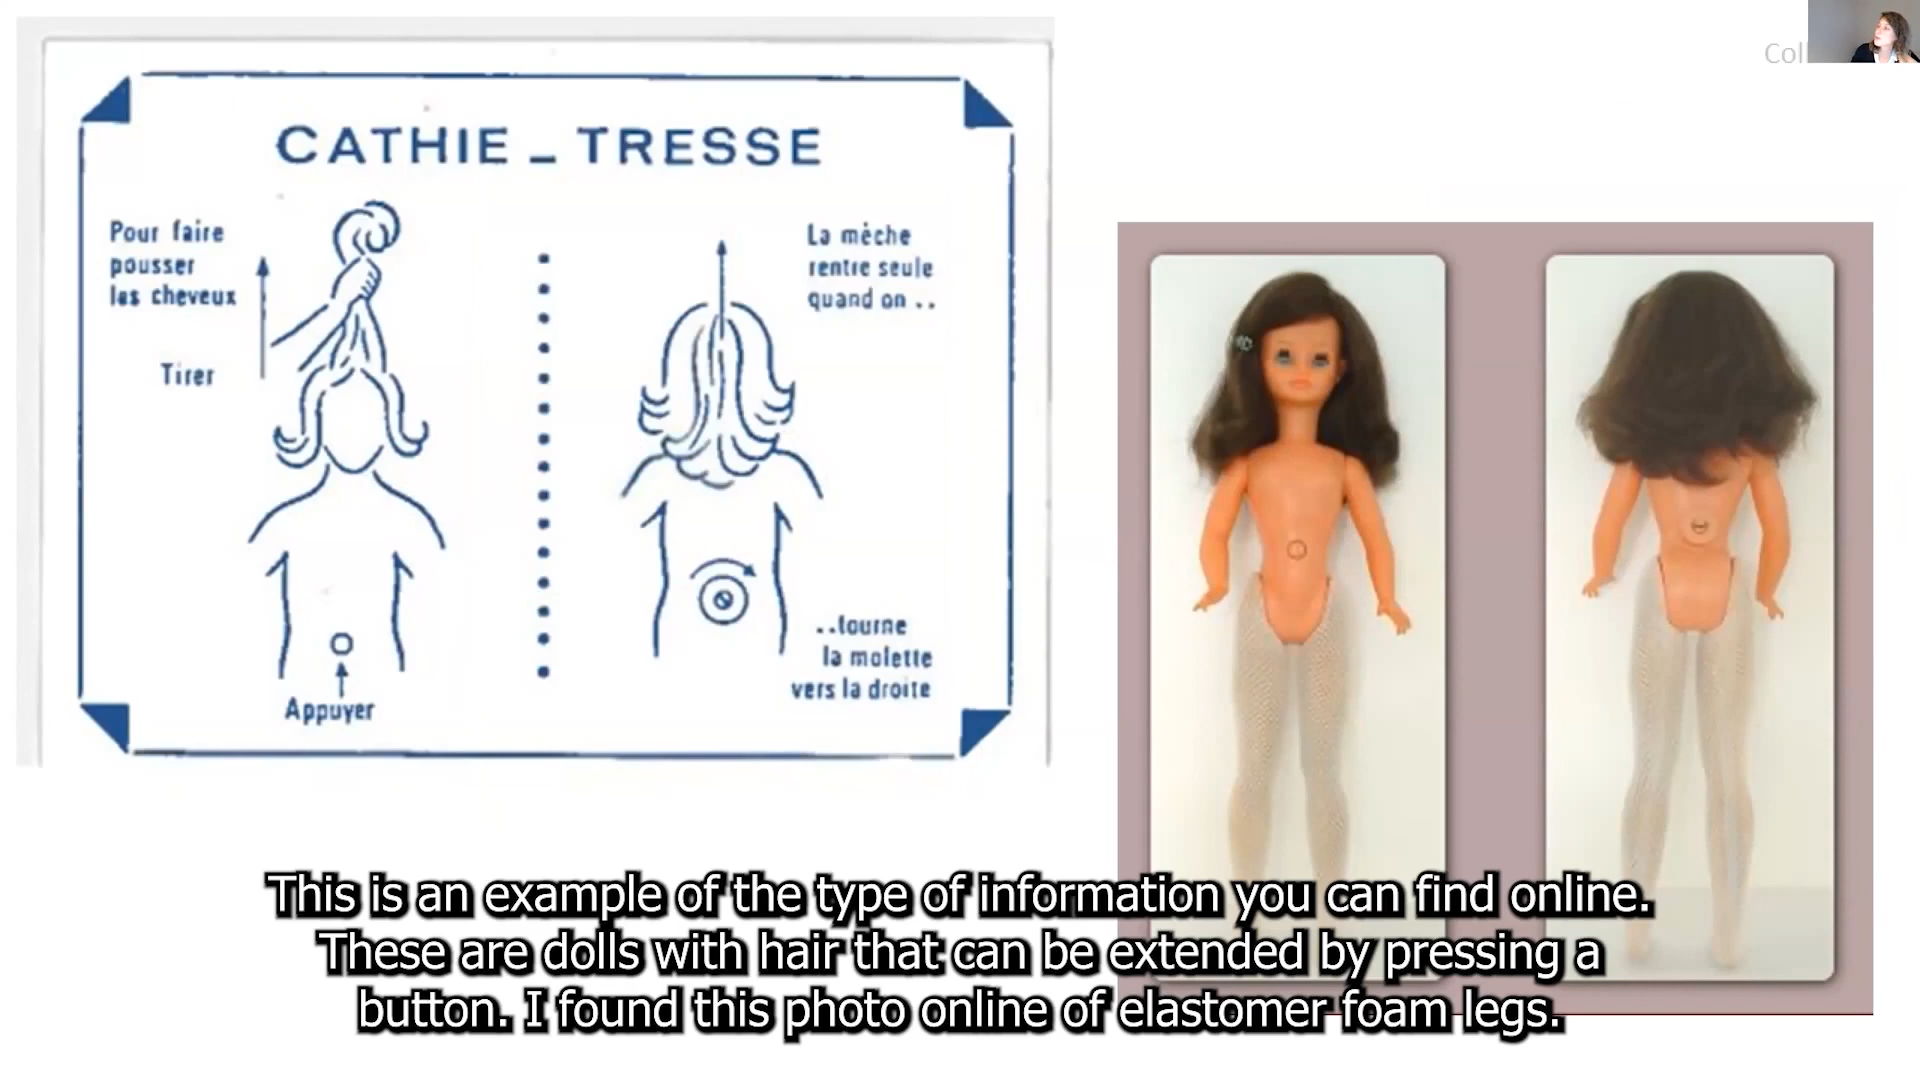 Coll
CATHIE _ TRESSE
Pour faire
pousser
les cheveux
Tirer
Appuyer
La mèche
rentre seule
quand on ..
..tourne
la molette
vers la droite
This is an example of the type of information you can find online.
These are dolls with hair that can be extended by pressing a
button. I found this photo online of elastomer foam legs.